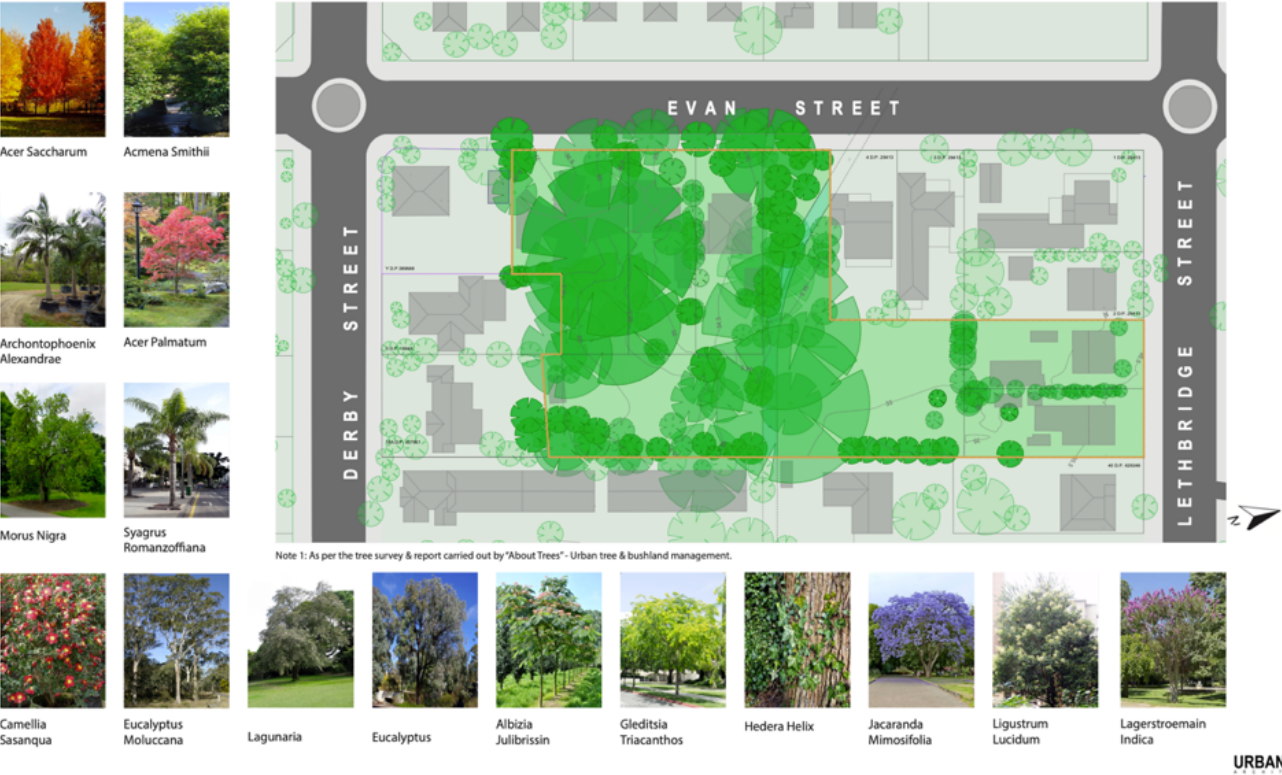 EVAN STREET
DERBY STREET
LETHBRIDGE STREET
Acer Saccharum
Acmena Smithii
Archontophoenix
Alexandrae
Acer Palmatum
Morus Nigra
Syagrus
Romanzoffiana
Note 1: As per the tree survey & report carried out by "About Trees" - Urban tree & bushland management.
Camellia
Sasanqua
Eucalyptus
Moluccana
Lagunaria
Eucalyptus
Albizia
Julibrissin
Gleditsia
Triacanthos
Hedera Helix
Jacaranda
Mimosifolia
Ligustrum
Lucidum
Lagerstroemain
Indica
URBAN